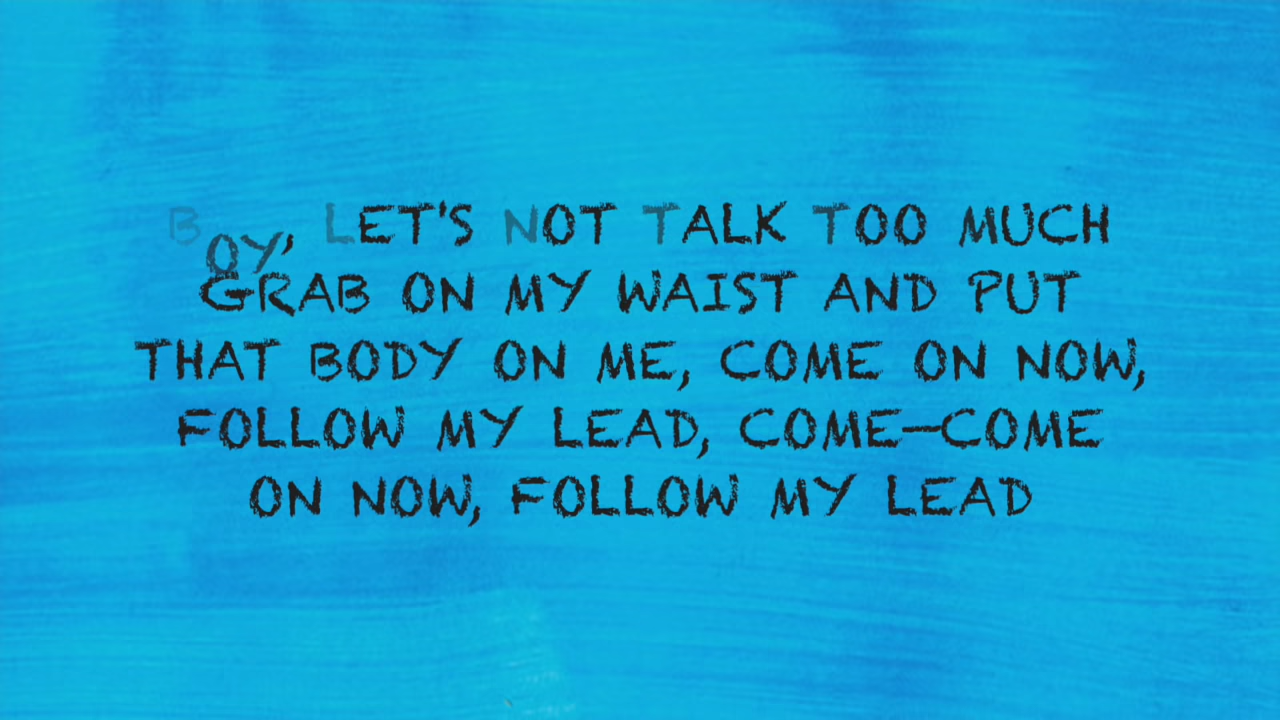 BOY, LET'S NOT TALK TOO MUCH
GRAB ON MY WAIST AND PUT
THAT BODY ON ME, COME ON NOW,
FOLLOW MY LEAD, COME–COME
ON NOW, FOLLOW MY LEAD